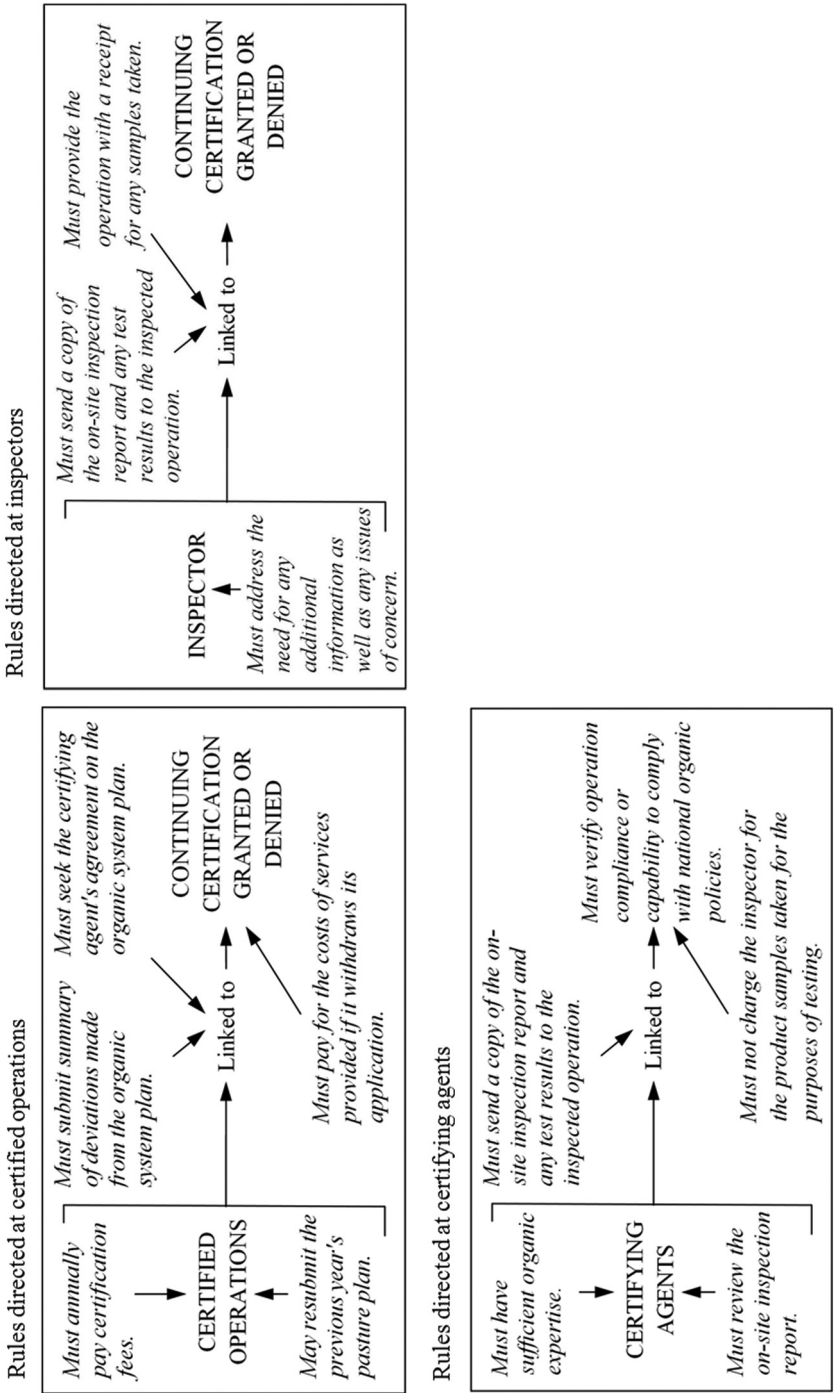 Rules directed at certified operations
Must annually
pay certification
fees.
CERTIFIED
OPERATIONS
May resubmit the
previous year's
pasture plan.
Must submit summary
of deviations made
from the organic
system plan.
Must seek the certifying
agent's agreement on the
organic system plan.
Linked to
CONTINUING
CERTIFICATION
GRANTED OR
DENIED
Must pay for the costs of services
provided if it withdraws its
application.
Rules directed at inspectors
INSPECTOR
Must address the
need for any
additional
information as
well as any issues
of concern.
Must send a copy of
the on-site inspection
report and any test
results to the inspected
operation.
Must provide the
operation with a receipt
for any samples taken.
Linked to
CONTINUING
CERTIFICATION
GRANTED OR
DENIED
Rules directed at certifying agents
Must have
sufficient organic
expertise.
CERTIFYING
AGENTS
Must review the
on-site inspection
report.
Must send a copy of the on-
site inspection report and
any test results to the
inspected operation.
Linked to
Must verify operation
compliance or
capability to comply
with national organic
policies.
Must not charge the inspector for
the product samples taken for the
purposes of testing.